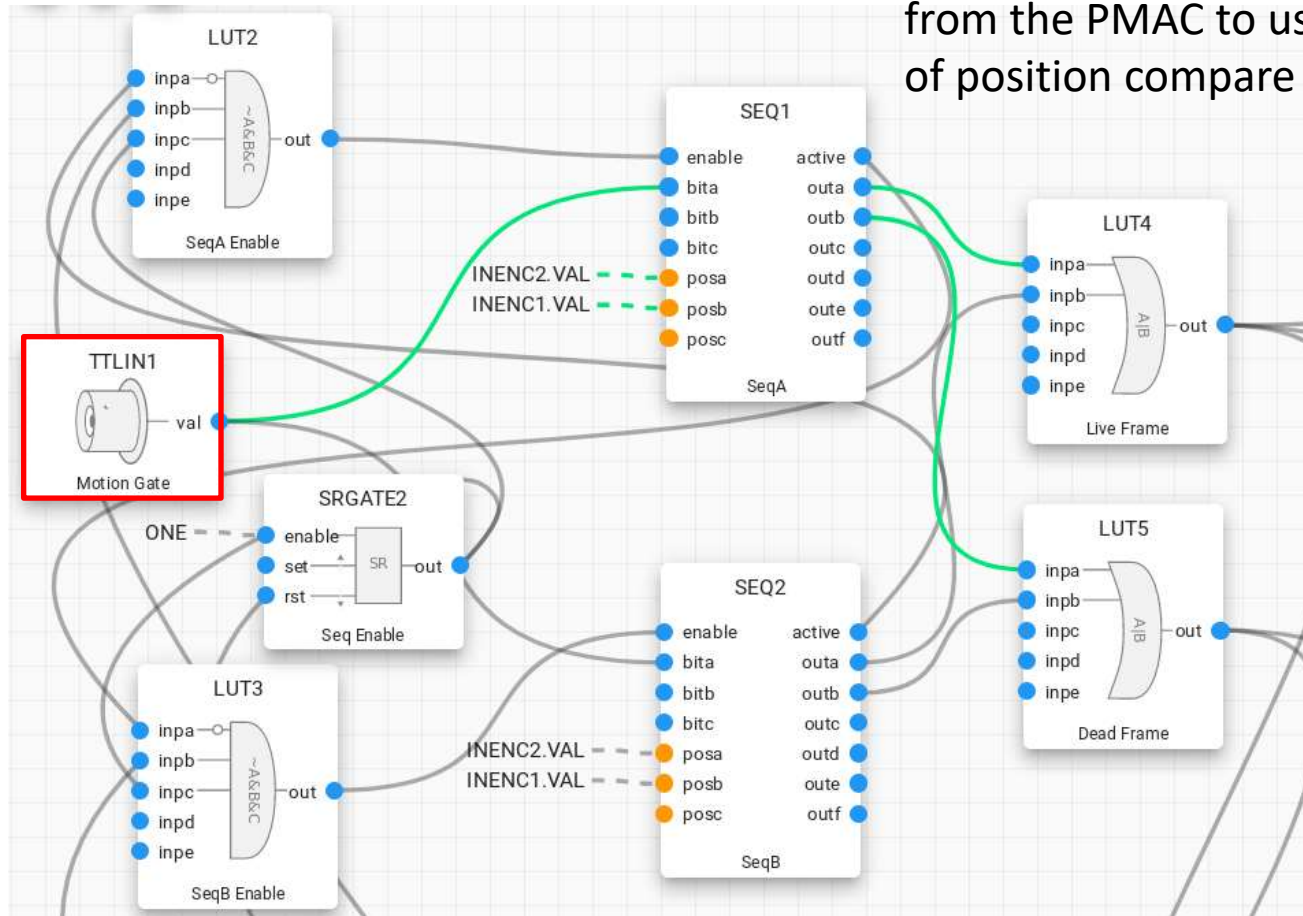 from the PMAC to us
of position compare
LUT2
inpa
inpb
inpc
inpd
inpe
~A&B&C
out
SeqA Enable
SEQ1
enable
bita
bitb
bitc
posa
posb
posc
active
outa
outb
outc
outd
oute
outf
INENC2.VAL
INENC1.VAL
SeqA
LUT4
inpa
inpb
inpc
inpd
inpe
A|B
out
Live Frame
TTLIN1
val
Motion Gate
SRGATE2
ONE
enable
set
rst
SR
out
Seq Enable
SEQ2
enable
bita
bitb
bitc
posa
posb
posc
active
outa
outb
outc
outd
oute
outf
INENC2.VAL
INENC1.VAL
SeqB
LUT5
inpa
inpb
inpc
inpd
inpe
A|B
out
Dead Frame
LUT3
inpa
inpb
inpc
inpd
inpe
~A&B&C
out
SeqB Enable